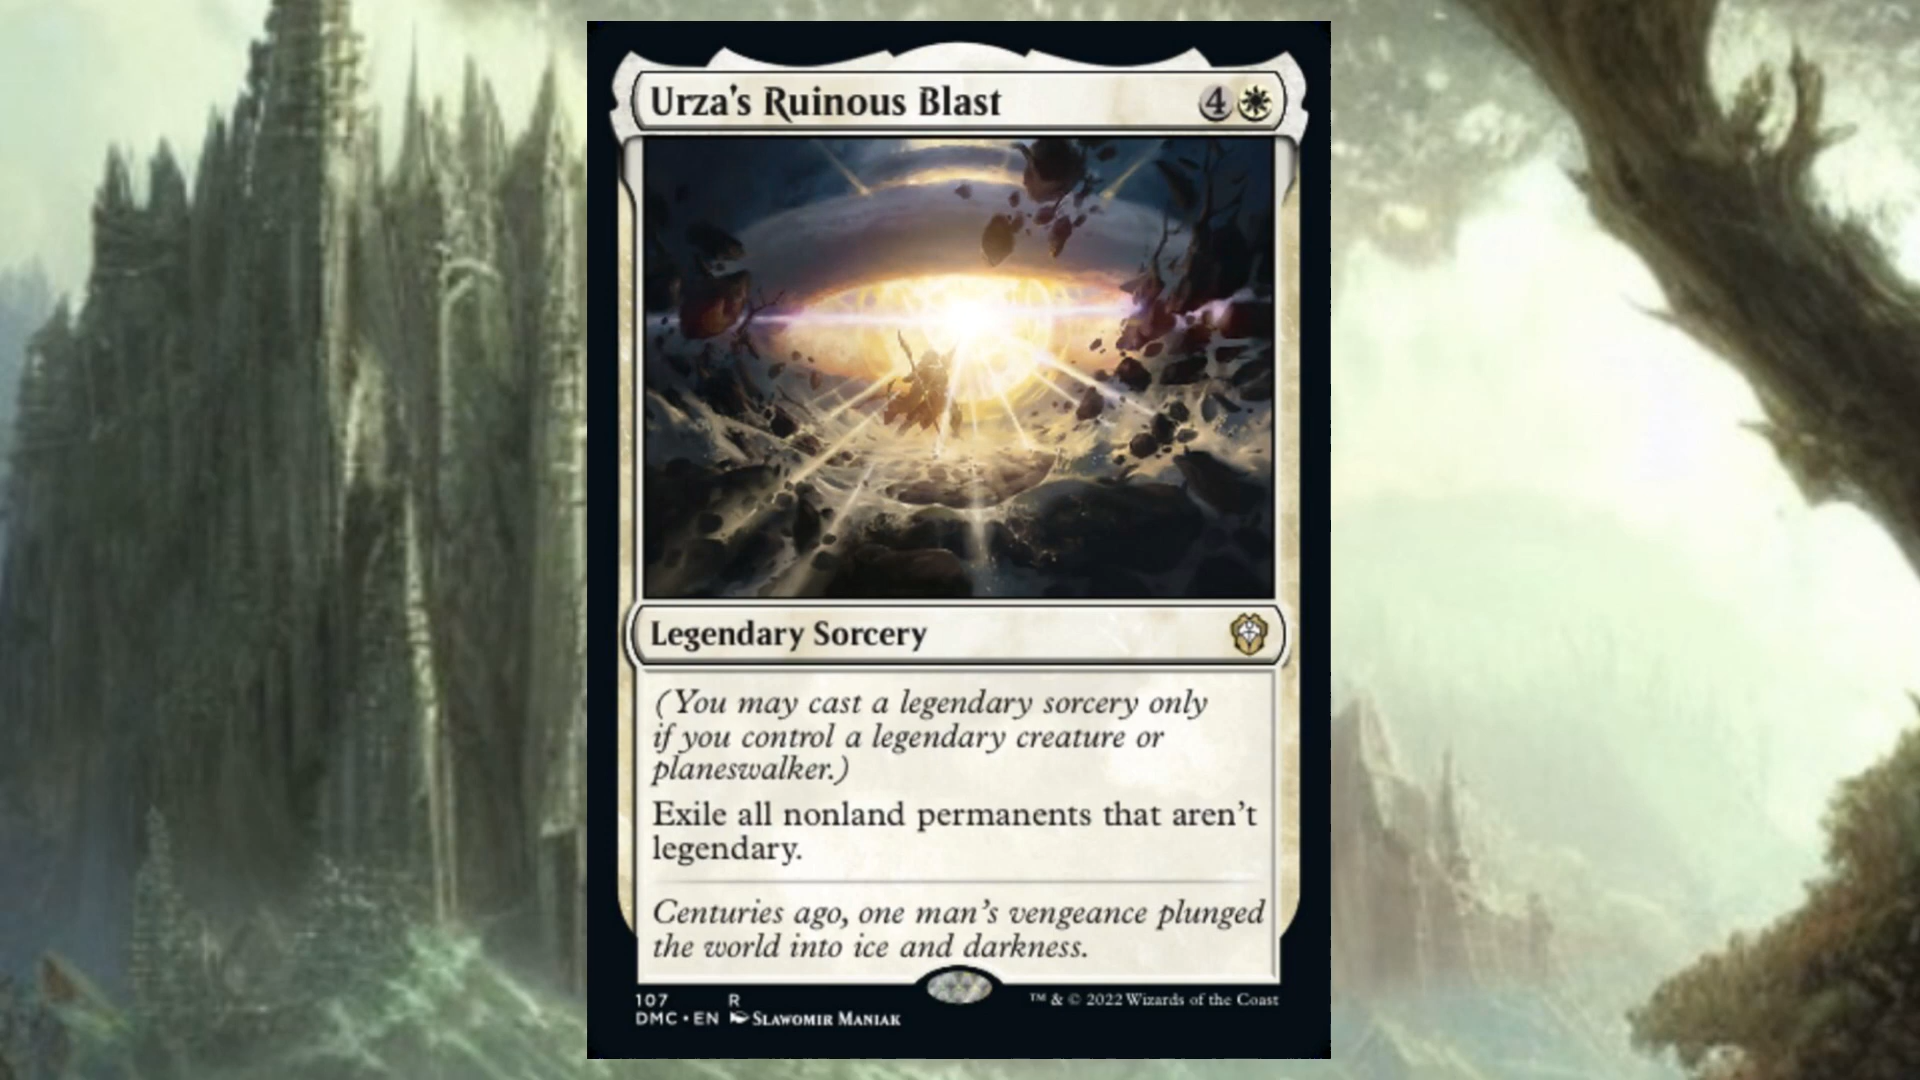 Urza's Ruinous Blast 4
Legendary Sorcery
(You may cast a legendary sorcery only
if you control a legendary creature or
planeswalker.)
Exile all nonland permanents that aren't
legendary.
Centuries ago, one man's vengeance plunged
the world into ice and darkness.
107 R
DMC • EN Slawomir Maniak
™ & © 2022 Wizards of the Coast